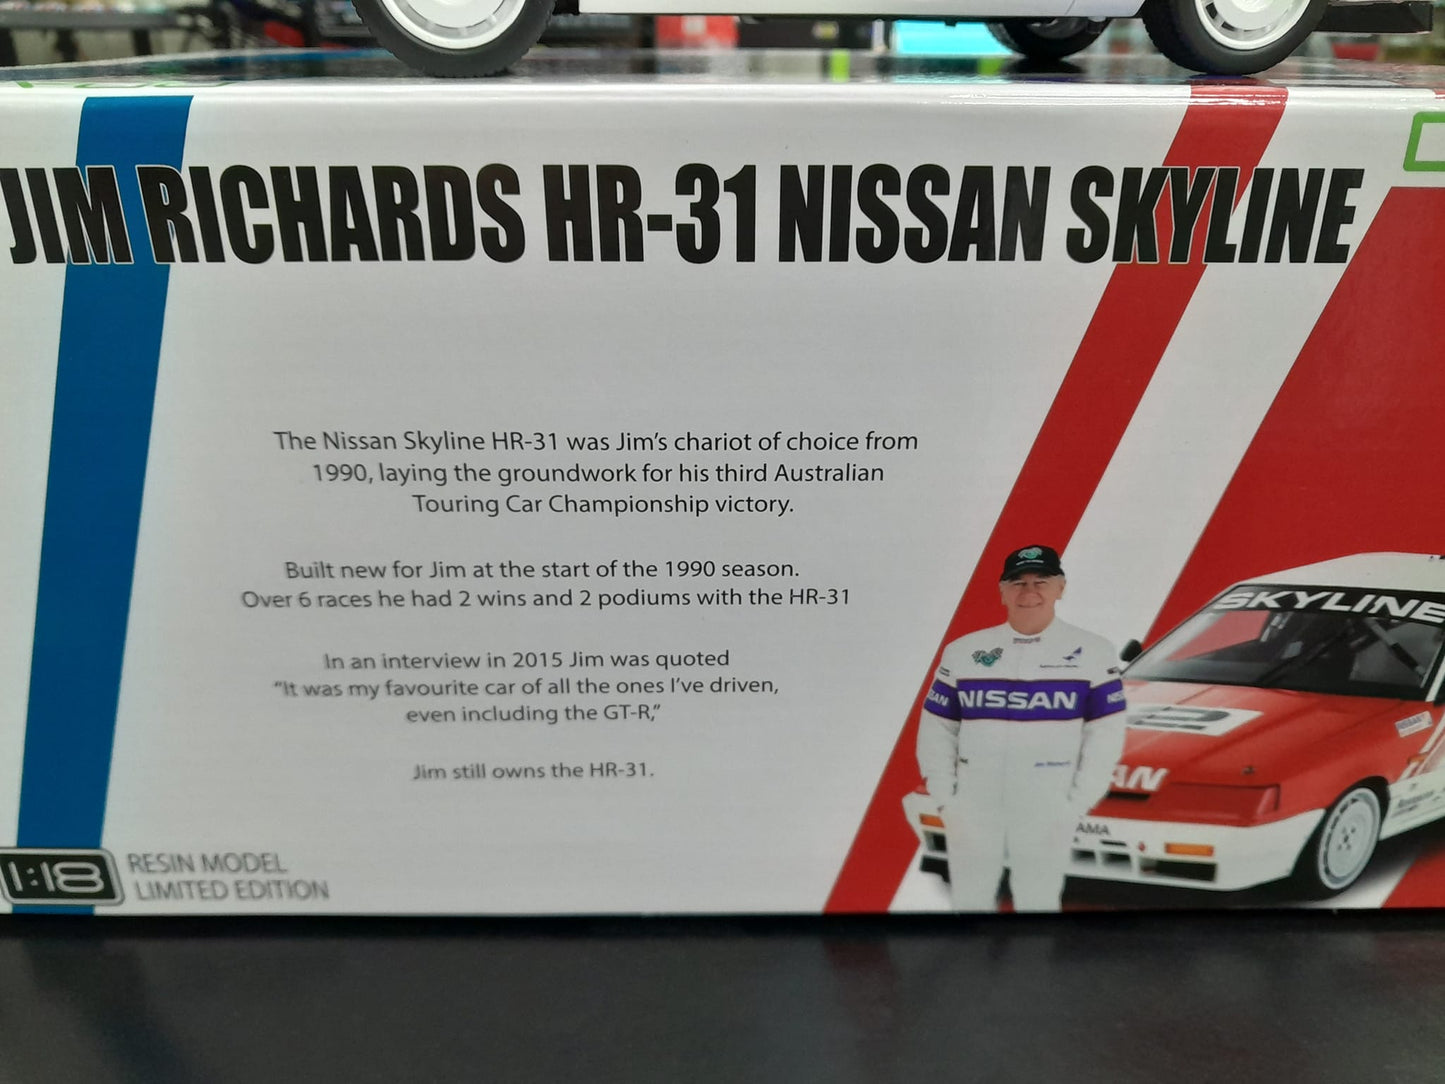 JIM RICHARDS HR-31 NISSAN SKYLINE
The Nissan Skyline HR-31 was Jim's chariot of choice from
1990, laying the groundwork for his third Australian
Touring Car Championship victory.
Built new for Jim at the start of the 1990 season.
Over 6 races he had 2 wins and 2 podiums with the HR-31
In an interview in 2015 Jim was quoted
"It was my favourite car of all the ones I've driven,
even including the GT-R,"
Jim still owns the HR-31.
1:18
RESIN MODEL
LIMITED EDITION
SKYLINE
NISSAN
2
AN
AMA